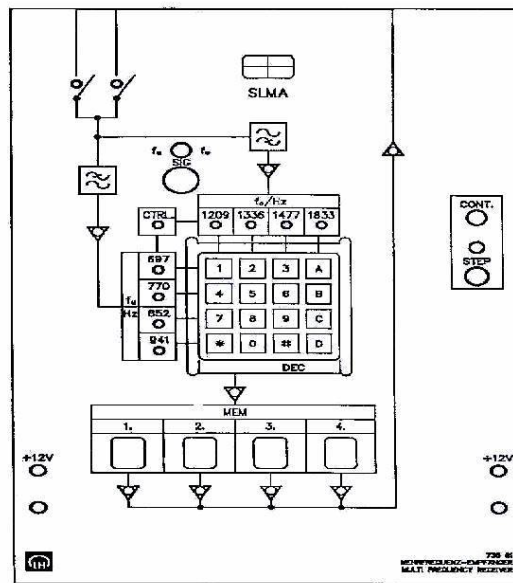 SLMA
fₒ fᵤ
SIG
fₒ/Hz
CTRL 1209 1336 1477 1633
697
770
fᵤ
Hz 852
941
1 2 3 A
4 5 6 B
7 8 9 C
* 0 # D
DEC
CONT.
STEP
MEM
1. 2. 3. 4.
+12V +12V
MEHRFREQUENZ-EMPFÄNGER
MULTI FREQUENCY RECEIVER